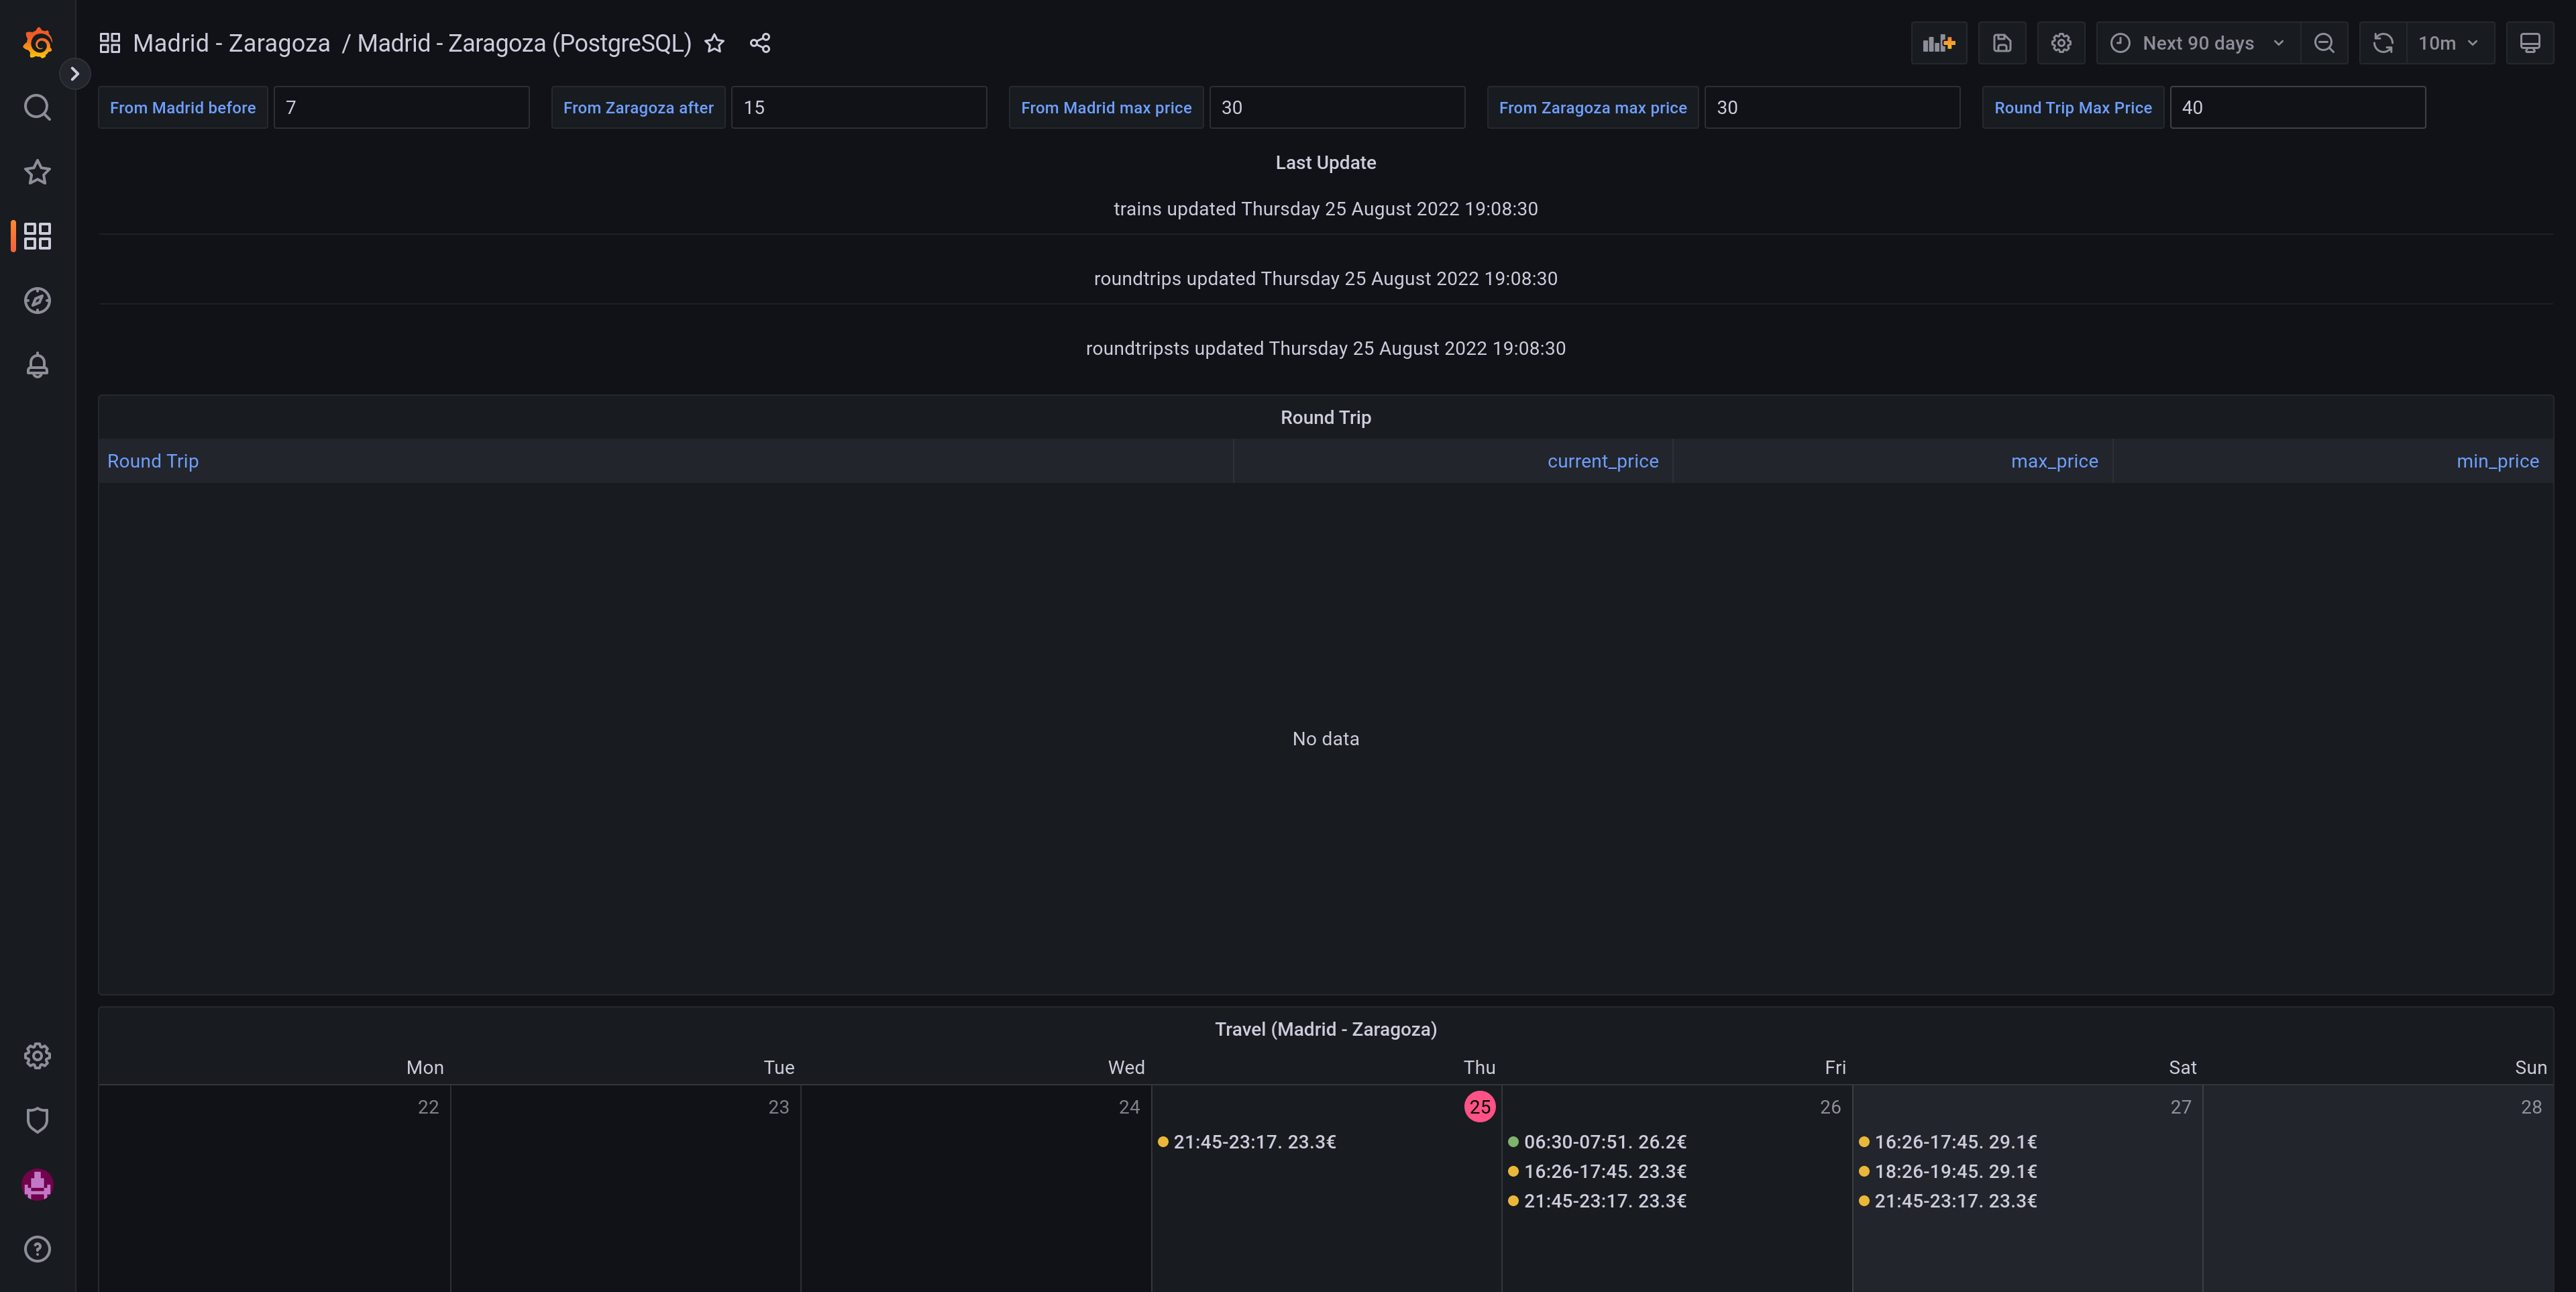 Madrid - Zaragoza / Madrid - Zaragoza (PostgreSQL) Next 90 days 10m
From Madrid before 7 From Zaragoza after 15 From Madrid max price 30 From Zaragoza max price 30 Round Trip Max Price 40
Last Update
trains updated Thursday 25 August 2022 19:08:30
roundtrips updated Thursday 25 August 2022 19:08:30
roundtripsts updated Thursday 25 August 2022 19:08:30
Round Trip
Round Trip current_price max_price min_price
No data
Travel (Madrid - Zaragoza)
Mon Tue Wed Thu Fri Sat Sun
22 23 24 25 26 27 28
21:45-23:17. 23.3€ 06:30-07:51. 26.2€ 16:26-17:45. 29.1€
16:26-17:45. 23.3€ 18:26-19:45. 29.1€
21:45-23:17. 23.3€ 21:45-23:17. 23.3€